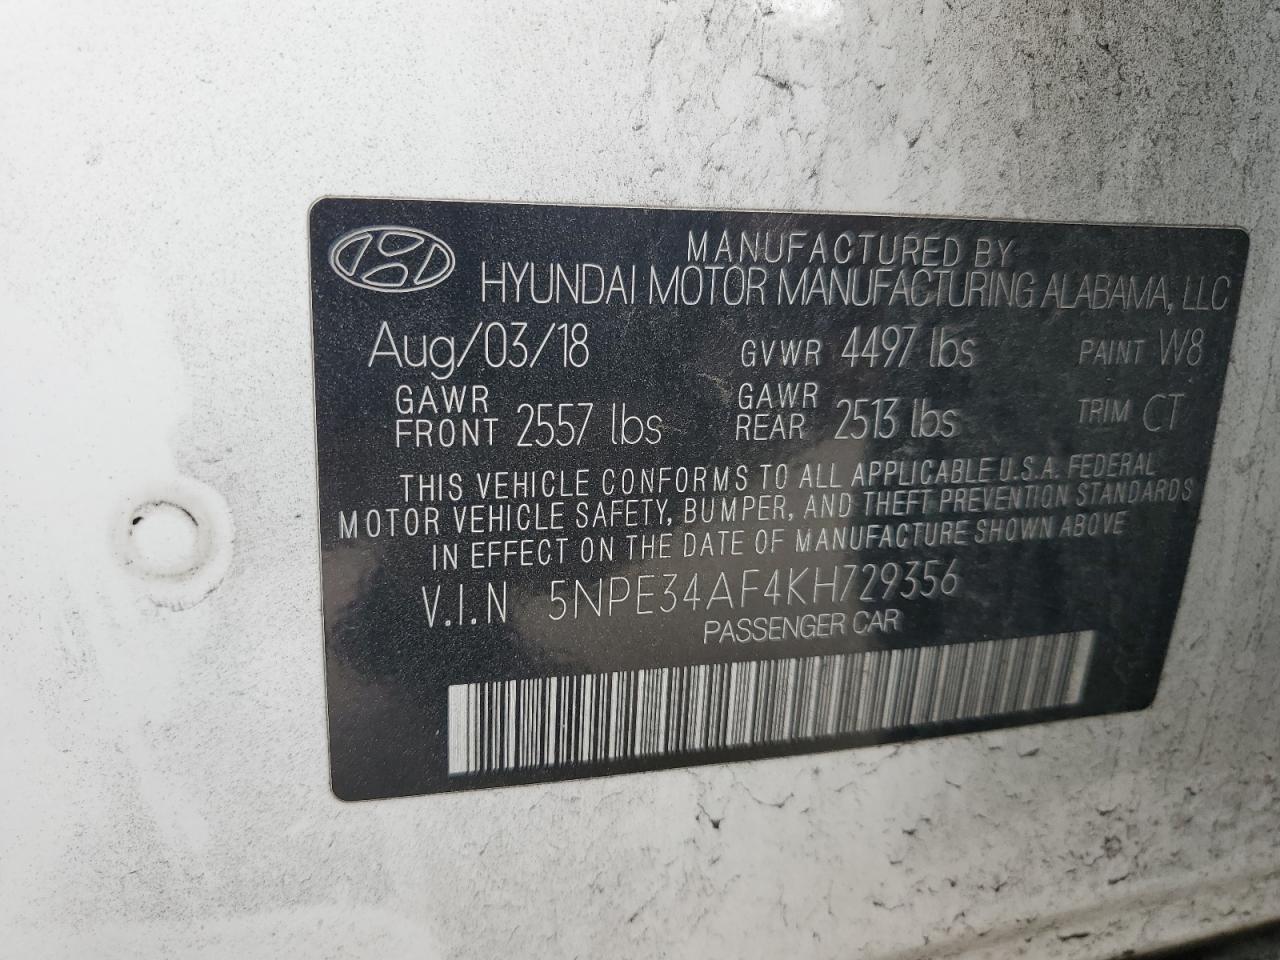 MANUFACTURED BY
HYUNDAI MOTOR MANUFACTURING ALABAMA, LLC
Aug/03/18 GVWR 4497 lbs PAINT W8
GAWR FRONT 2557 lbs GAWR REAR 2513 lbs TRIM CT
THIS VEHICLE CONFORMS TO ALL APPLICABLE U.S.A. FEDERAL
MOTOR VEHICLE SAFETY, BUMPER, AND THEFT PREVENTION STANDARDS
IN EFFECT ON THE DATE OF MANUFACTURE SHOWN ABOVE
V.I.N 5NPE34AF4KH729356
PASSENGER CAR